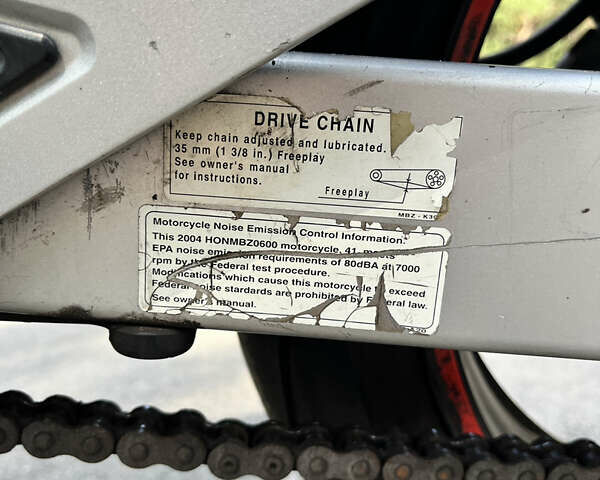 DRIVE CHAIN
Keep chain adjusted and lubricated.
35 mm (1 3/8 in.) Freeplay
See owner's manual
for instructions.
Freeplay
MBZ - K30
Motorcycle Noise Emission Control Information.
This 2004 HONMBZ0600 motorcycle, 41, meets
EPA noise emission requirements of 80dBA at 7000
rpm by the Federal test procedure.
Modifications which cause this motorcycle to exceed
Federal noise standards are prohibited by Federal law.
See owner's manual.